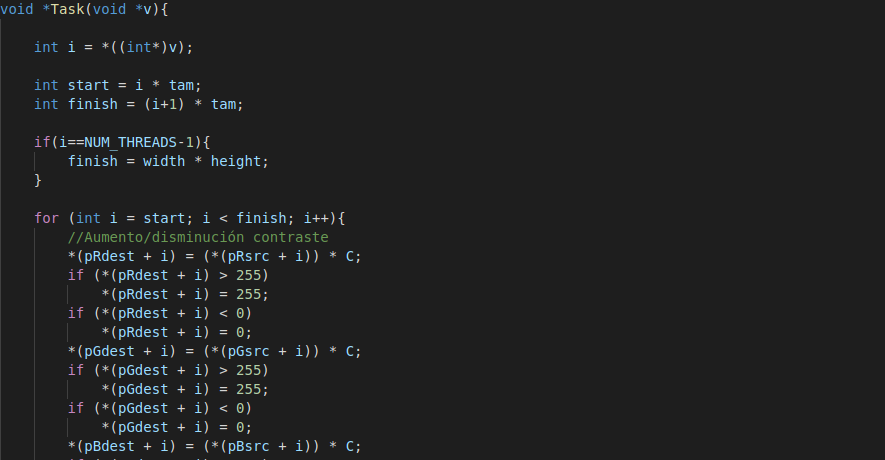 void *Task(void *v){
int i = *((int*)v);
int start = i * tam;
int finish = (i+1) * tam;
if(i==NUM_THREADS-1){
finish = width * height;
}
for (int i = start; i < finish; i++){
//Aumento/disminución contraste
*(pRdest + i) = (*(pRsrc + i)) * C;
if (*(pRdest + i) > 255)
*(pRdest + i) = 255;
if (*(pRdest + i) < 0)
*(pRdest + i) = 0;
*(pGdest + i) = (*(pGsrc + i)) * C;
if (*(pGdest + i) > 255)
*(pGdest + i) = 255;
if (*(pGdest + i) < 0)
*(pGdest + i) = 0;
*(pBdest + i) = (*(pBsrc + i)) * C;